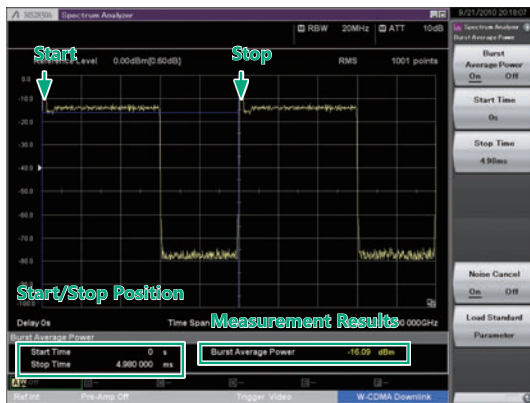 MS2830A Spectrum Analyzer
9/21/2010 20:18:07
RBW 20MHz ATT 10dB
Spectrum Analyzer
Burst Average Power
Start Stop
Reference Level 0.00dBm[0.60dB] RMS 1001 points
Burst
Average Power
On Off
Start Time
0s
Stop Time
4.98ms
0.0
-10.0
-20.0
-30.0
-40.0
-50.0
-60.0
-70.0
-80.0
-90.0
-100.0
Noise Cancel
On Off
Load Standard
Parameter
Start/Stop Position
Measurement Results
Delay 0s Time Span 000GHz
Burst Average Power
Start Time 0 s
Stop Time 4.980 000 ms
Burst Average Power -16.09 dBm
A W Off
Ref.Int Pre-Amp Off Trigger Video W-CDMA Downlink